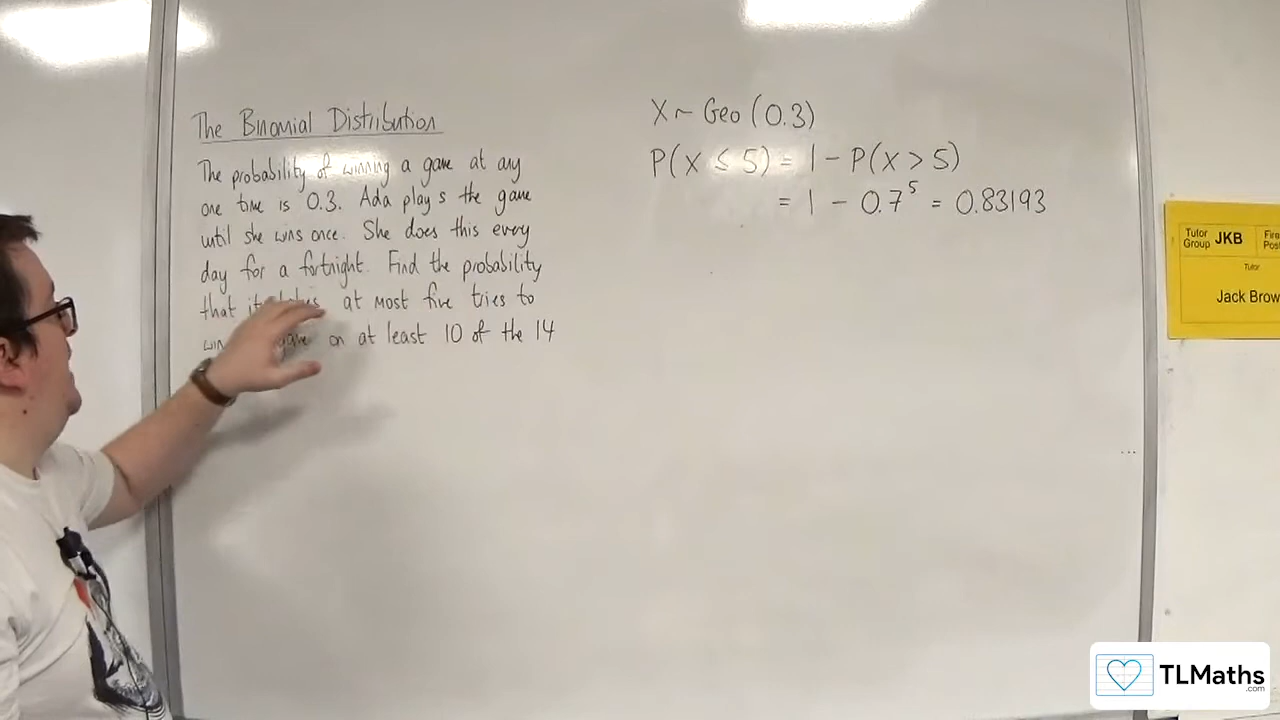 The Binomial Distribution
The probability of winning a game at any
one time is 0.3. Ada plays the game
until she wins once. She does this every
day for a fortnight. Find the probability
that it at most five tries to
on at least 10 of the 14
X ~ Geo (0.3)
P(X ≤ 5) = 1 - P(X > 5)
= 1 - 0.7⁵ = 0.83193
Tutor Group JKB
Tutor
Jack Brow
TLMaths
.com